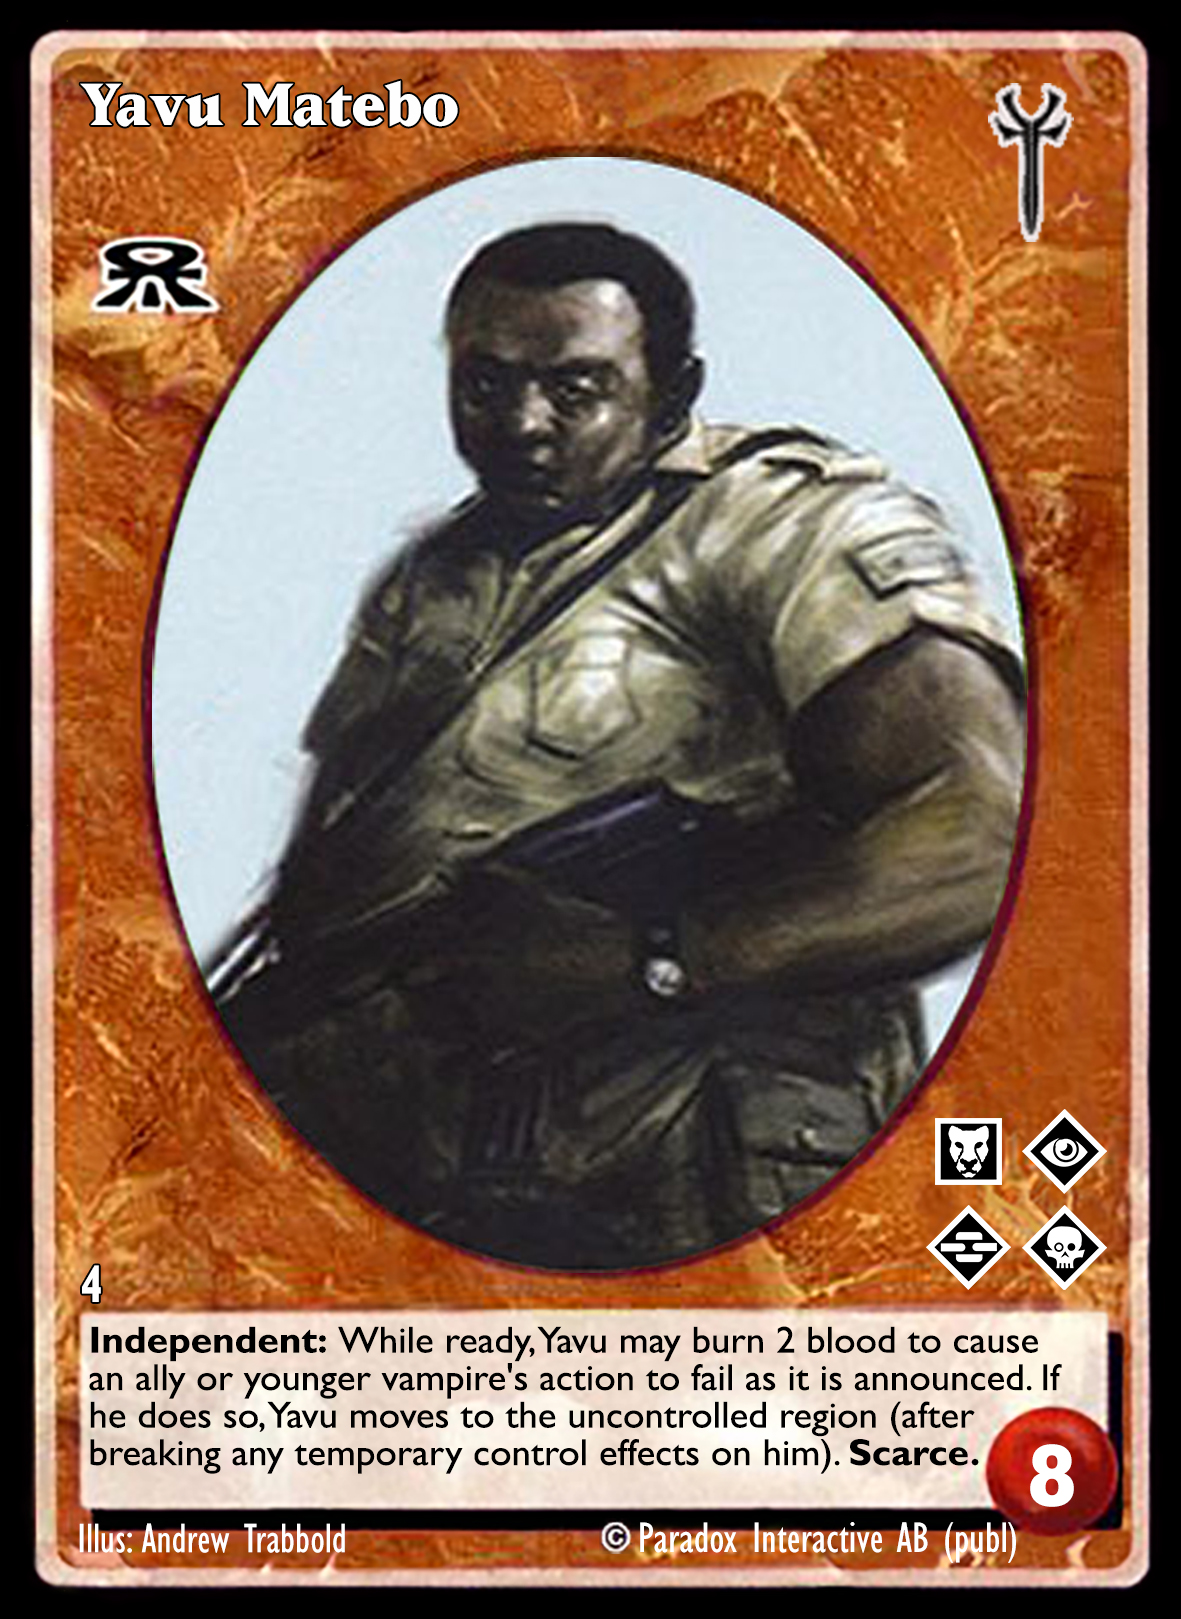 Yavu Matebo
4
Independent: While ready, Yavu may burn 2 blood to cause
an ally or younger vampire's action to fail as it is announced. If
he does so, Yavu moves to the uncontrolled region (after
breaking any temporary control effects on him). Scarce.
8
Illus: Andrew Trabbold
© Paradox Interactive AB (publ)